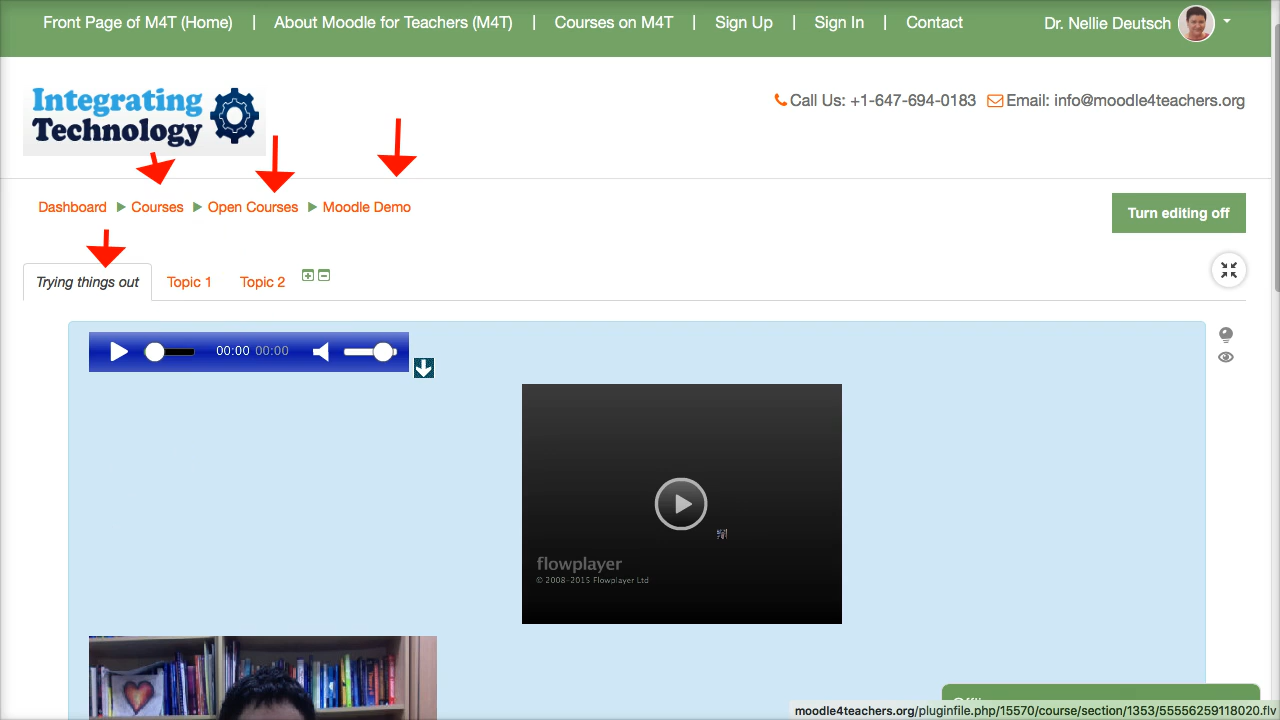 Front Page of M4T (Home) | About Moodle for Teachers (M4T) | Courses on M4T | Sign Up | Sign In | Contact Dr. Nellie Deutsch
Integrating
Technology
Call Us: +1-647-694-0183 Email: info@moodle4teachers.org
Dashboard Courses Open Courses Moodle Demo
Turn editing off
Trying things out Topic 1 Topic 2
00:00 00:00
flowplayer
© 2008-2015 Flowplayer Ltd
moodle4teachers.org/pluginfile.php/15570/course/section/1353/55556259118020.flv